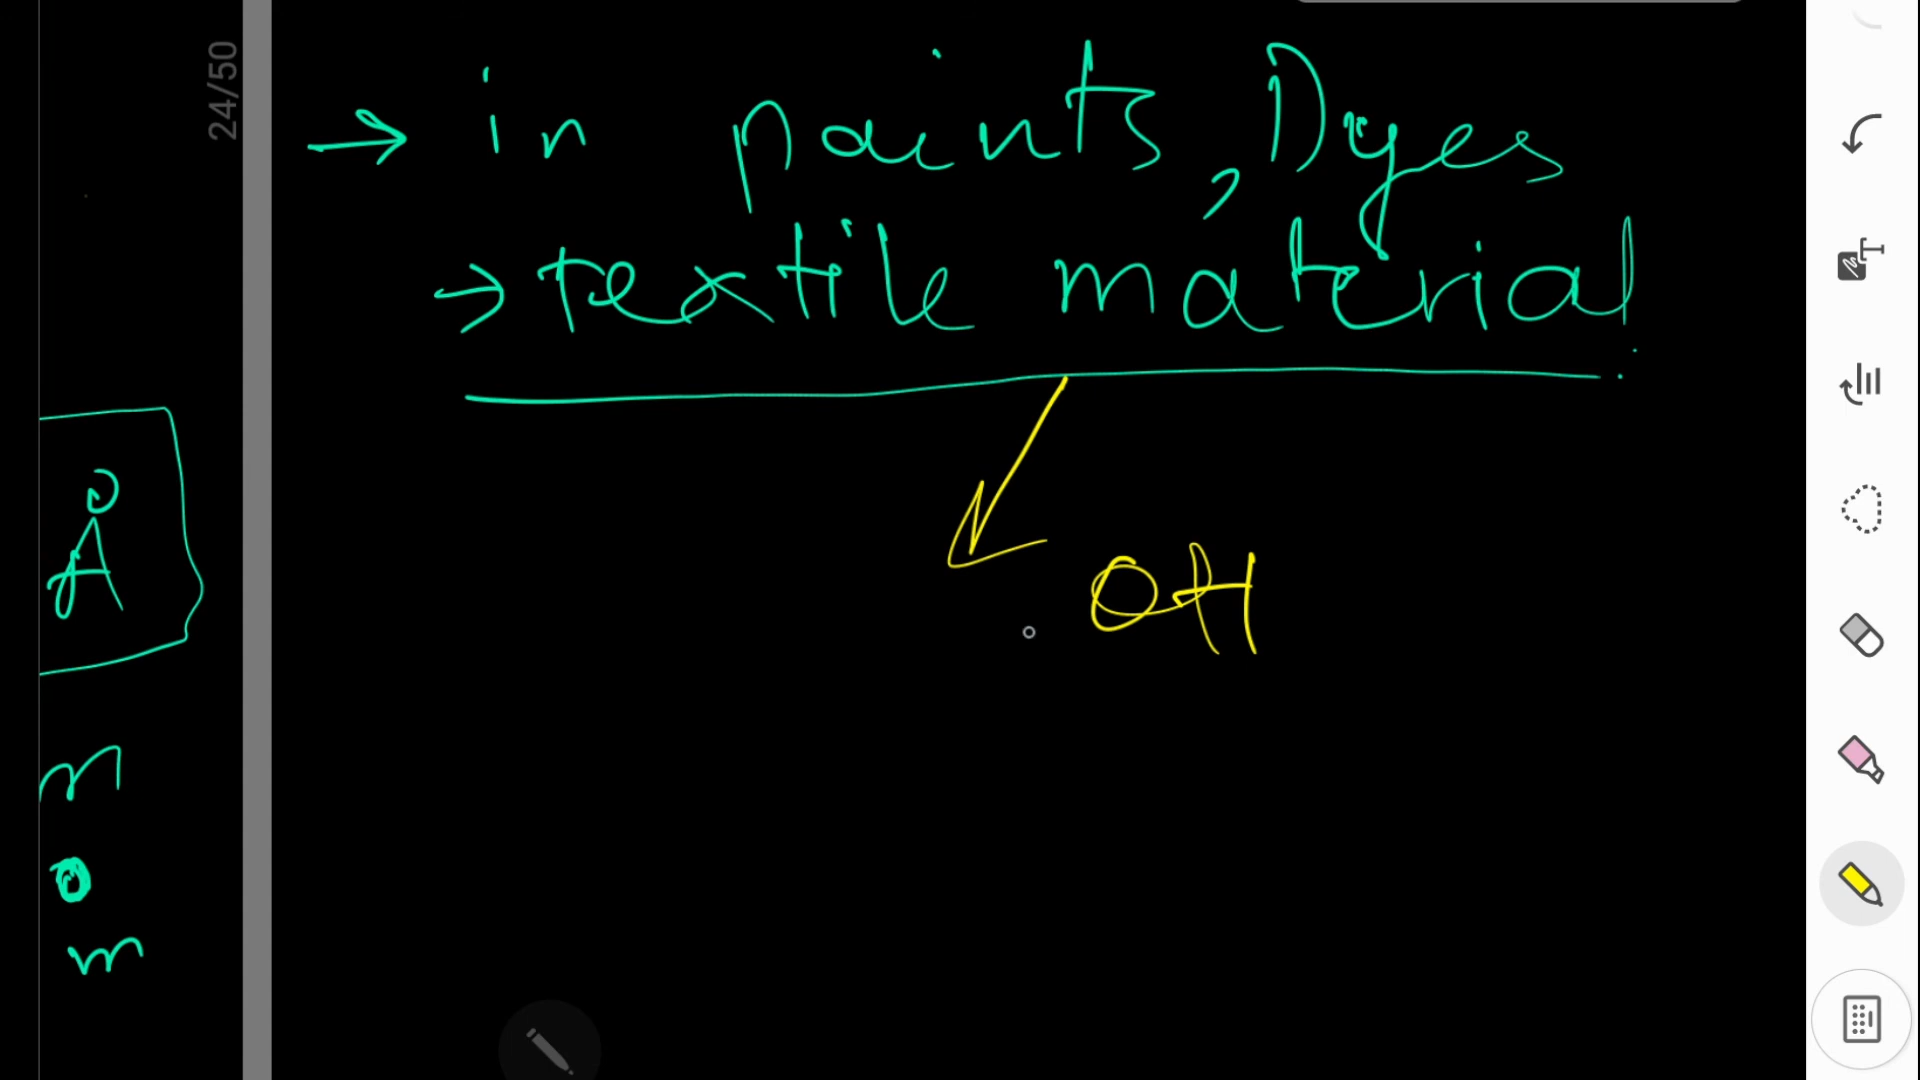 24/50
→ in paints, Dyes
→ textile material
OH
Å
m
m